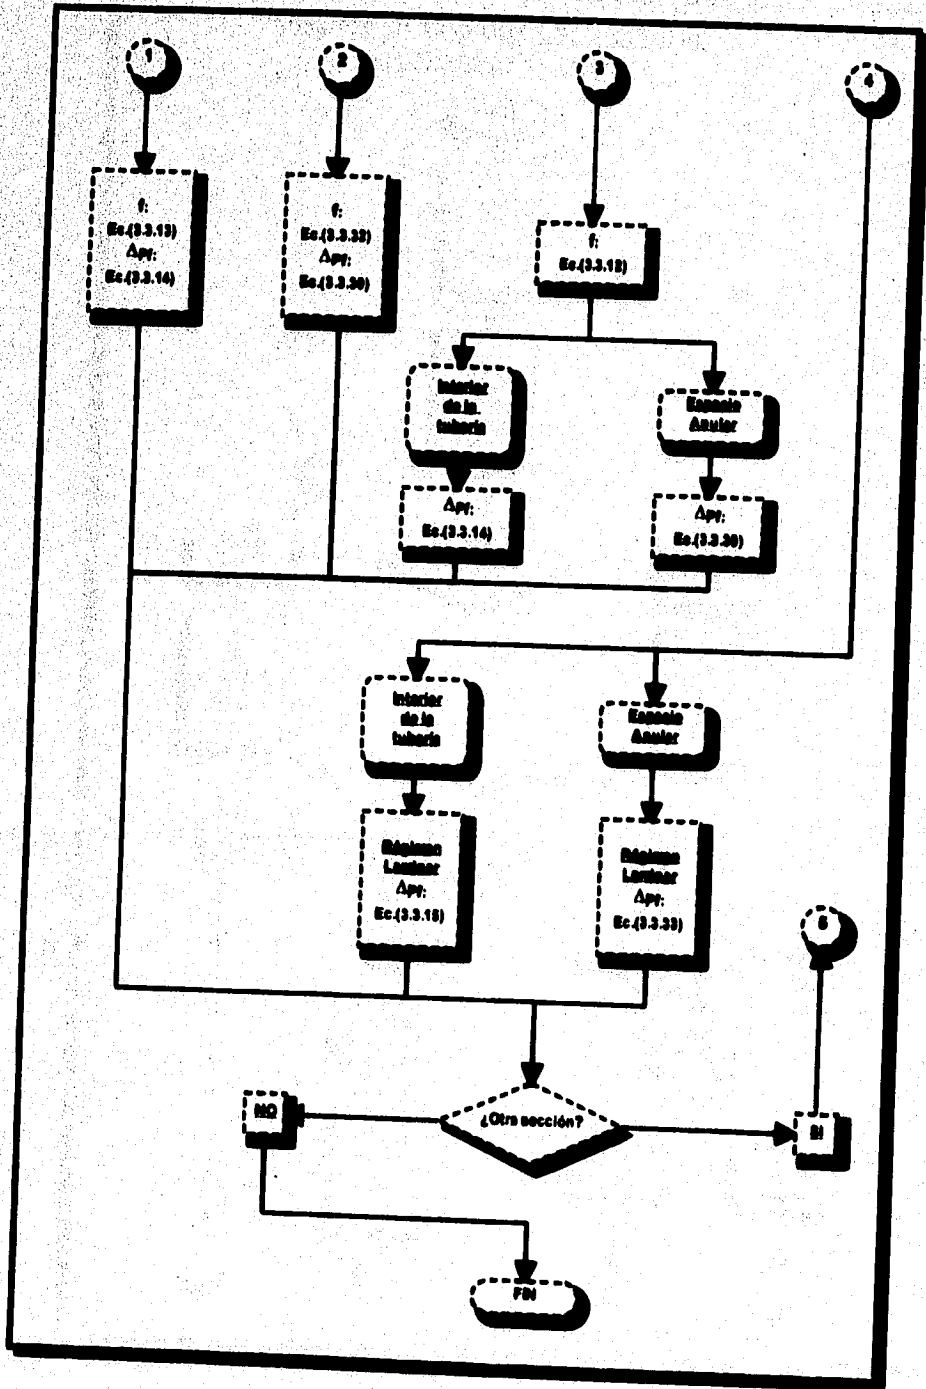 1
2
3
4
f:
Ec.(3.3.13)
ΔPf:
Ec.(3.3.14)
f:
Ec.(3.3.33)
ΔPf:
Ec.(3.3.30)
f:
Ec.(3.3.12)
Interior
de la
tubería
Espacio
Anular
ΔPf:
Ec.(3.3.14)
ΔPf:
Ec.(3.3.30)
Interior
de la
tubería
Espacio
Anular
Régimen
Laminar
ΔPf:
Ec.(3.3.15)
Régimen
Laminar
ΔPf:
Ec.(3.3.33)
5
¿Otra sección?
NO
SI
FIN